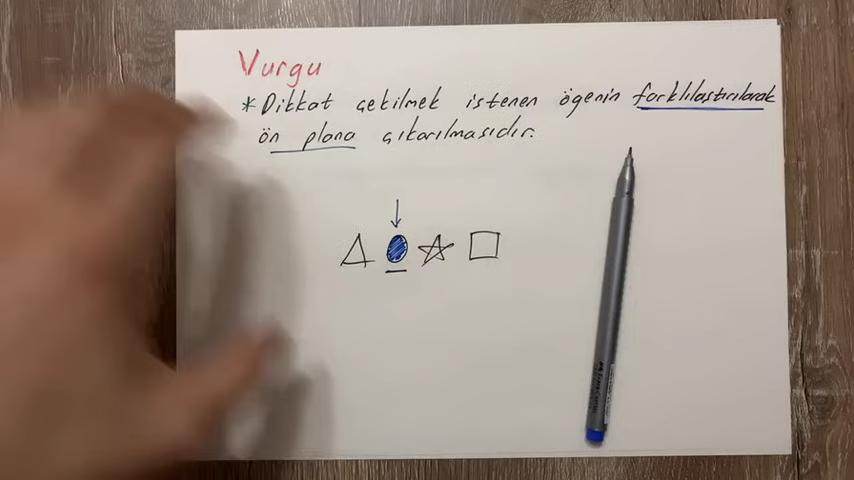 Vurgu
* Dikkat çekilmek istenen ögenin farklılaştırılarak
ön plana çıkarılmasıdır.